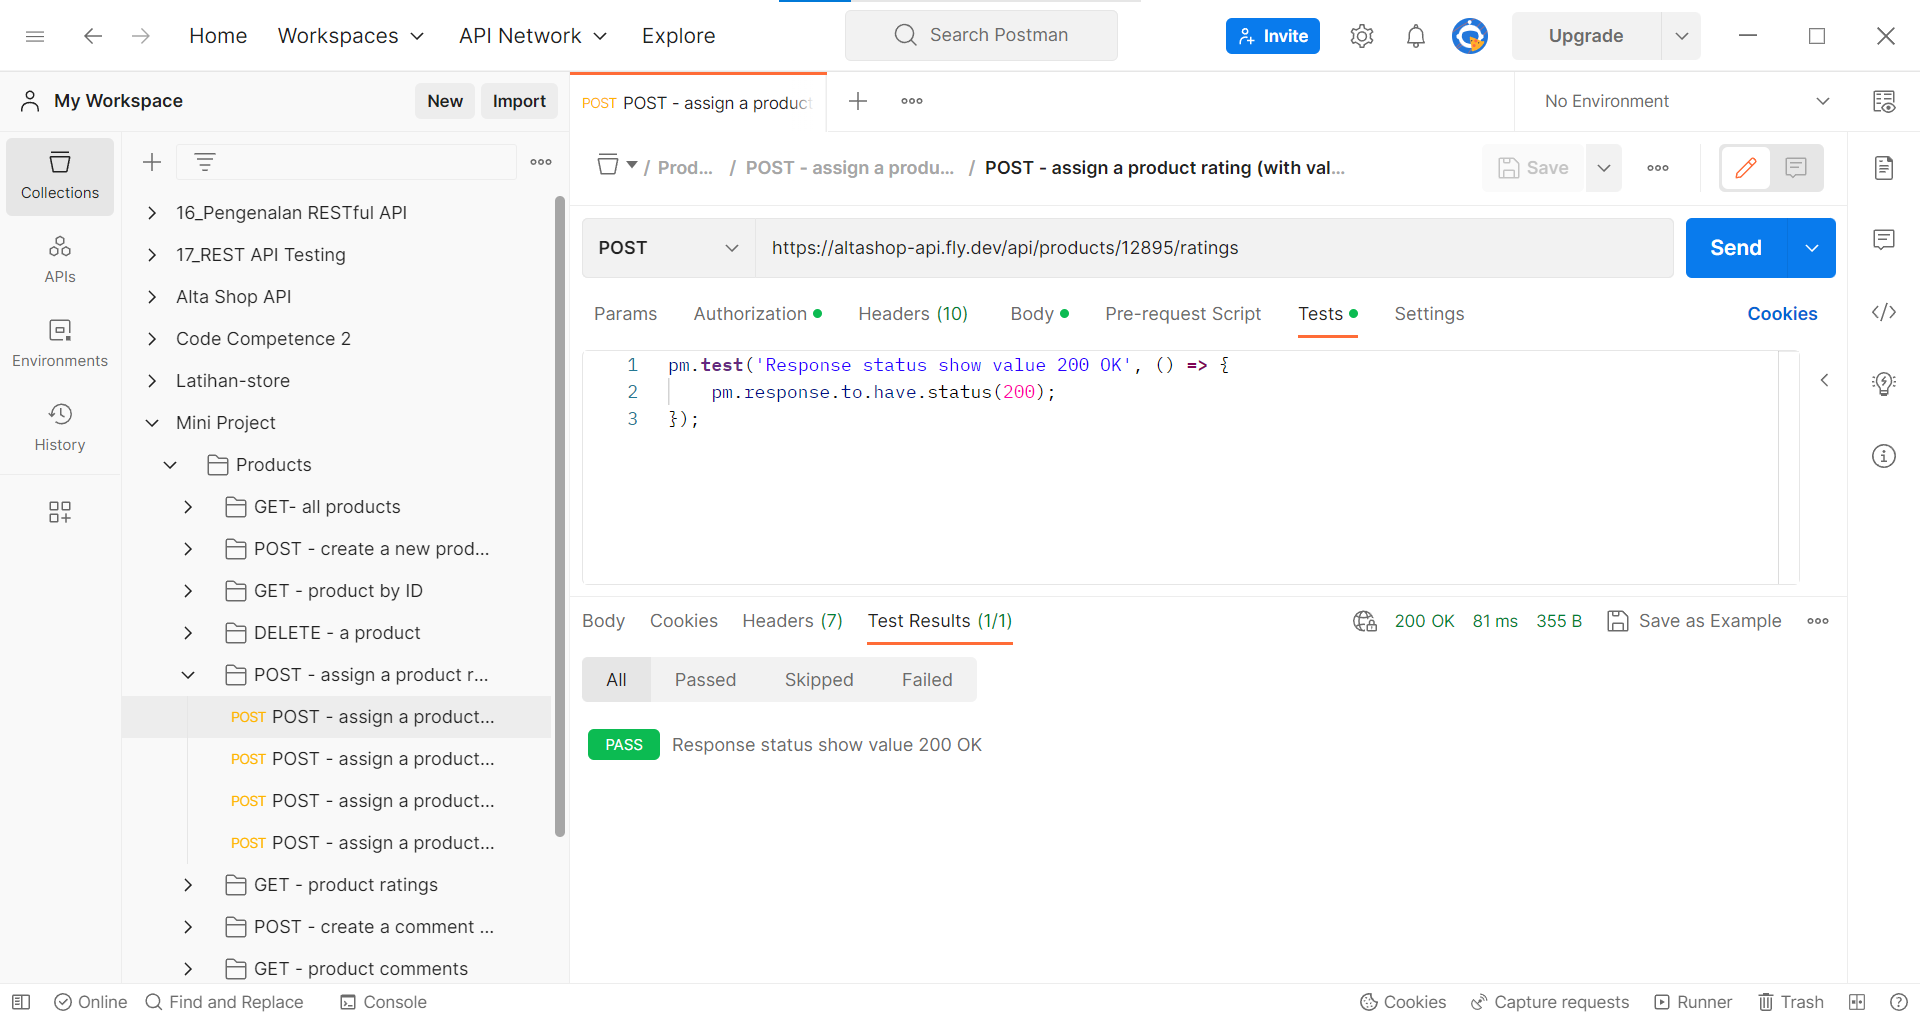 Home
Workspaces
API Network
Explore
Search Postman
Invite
Upgrade
My Workspace
New
Import
POST POST - assign a product
No Environment
Collections
APIs
Environments
History
16_Pengenalan RESTful API
17_REST API Testing
Alta Shop API
Code Competence 2
Latihan-store
Mini Project
Products
GET- all products
POST - create a new prod...
GET - product by ID
DELETE - a product
POST - assign a product r...
POST POST - assign a product...
POST POST - assign a product...
POST POST - assign a product...
POST POST - assign a product...
GET - product ratings
POST - create a comment ...
GET - product comments
/ Prod... / POST - assign a produ... / POST - assign a product rating (with val...
Save
POST
https://altashop-api.fly.dev/api/products/12895/ratings
Send
Params
Authorization
Headers (10)
Body
Pre-request Script
Tests
Settings
Cookies
1 pm.test('Response status show value 200 OK', () => {
2 pm.response.to.have.status(200);
3 });
Body
Cookies
Headers (7)
Test Results (1/1)
200 OK
81 ms
355 B
Save as Example
All
Passed
Skipped
Failed
PASS Response status show value 200 OK
Online
Find and Replace
Console
Cookies
Capture requests
Runner
Trash